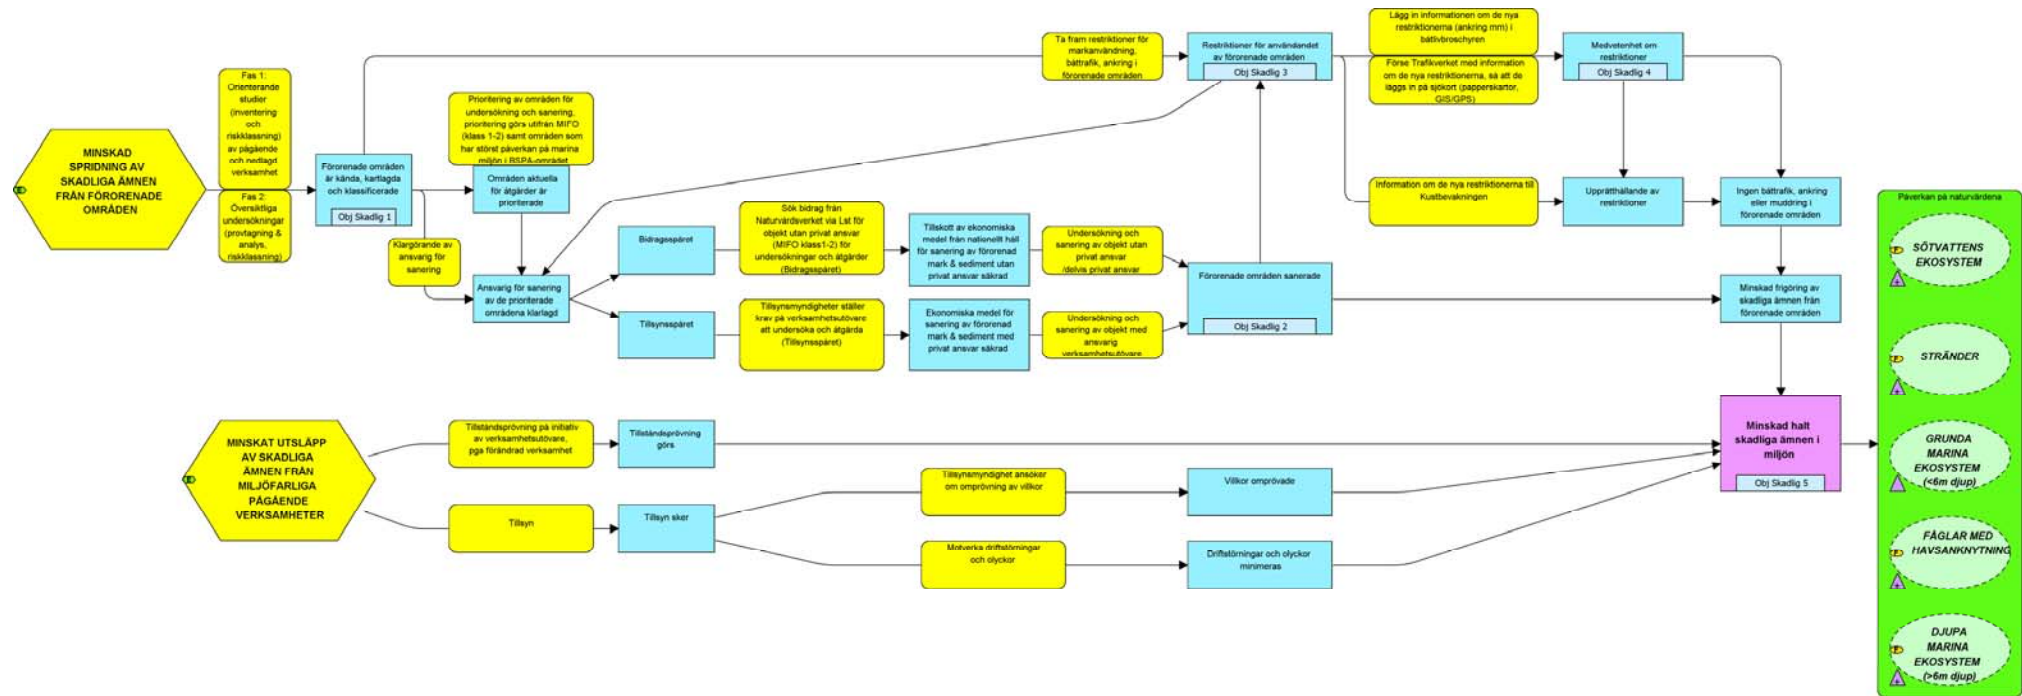 MINSKAD
SPRIDNING AV
SKADLIGA ÄMNEN
FRÅN FÖRORENADE
OMRÅDEN
Fas 1:
Orienterande
studier
(inventering
och
riskklassning)
av pågående
och nedlagd
verksamhet
Fas 2:
Översiktliga
undersökningar
(provtagning &
analys,
riskklassning)
Förorenade områden
är kända, kartlagda
och klassificerade
Obj Skadlig 1
Klargörande av
ansvarig för
sanering
Prioritering av områden för
undersökning och sanering,
prioritering görs utifrån MIFO
(klass 1-2) samt områden som
har störst påverkan på marina
miljön i BSPA-området
Områden aktuella
för åtgärder är
prioriterade
Ansvarig för sanering
av de prioriterade
områdena klarlagd
Bidragsspåret
Tillsynsspåret
Sök bidrag från
Naturvårdsverket via Lst för
objekt utan privat ansvar
(MIFO klass1-2) för
undersökningar och åtgärder
(Bidragsspåret)
Tillsynsmyndigheter ställer
krav på verksamhetsutövare
att undersöka och åtgärda
(Tillsynsspåret)
Tillskott av ekonomiska
medel från nationellt håll
för sanering av förorenad
mark & sediment utan
privat ansvar säkrad
Ekonomiska medel för
sanering av förorenad
mark & sediment med
privat ansvar säkrad
Undersökning och
sanering av objekt utan
privat ansvar
/delvis privat ansvar
Undersökning och
sanering av objekt med
ansvarig
verksamhetsutövare
Förorenade områden sanerade
Obj Skadlig 2
Ta fram restriktioner för
markanvändning,
båttrafik, ankring i
förorenade områden
Restriktioner för användandet
av förorenade områden
Obj Skadlig 3
Lägg in informationen om de nya
restriktionerna (ankring mm) i
båtlivbroschyren
Förse Trafikverket med information
om de nya restriktionerna, så att de
läggs in på sjökort (papperskartor,
GIS/GPS)
Information om de nya restriktionerna till
Kustbevakningen
Medvetenhet om
restriktioner
Obj Skadlig 4
Upprätthållande av
restriktioner
Ingen båttrafik, ankring
eller muddring i
förorenade områden
Minskad frigöring av
skadliga ämnen från
förorenade områden
MINSKAT UTSLÄPP
AV SKADLIGA
ÄMNEN FRÅN
MILJÖFARLIGA
PÅGÅENDE
VERKSAMHETER
Tillståndsprövning på initiativ
av verksamhetsutövare,
pga förändrad verksamhet
Tillståndsprövning
görs
Tillsyn
Tillsyn sker
Tillsynsmyndighet ansöker
om omprövning av villkor
Villkor omprövade
Motverka driftstörningar
och olyckor
Driftstörningar och olyckor
minimeras
Minskad halt
skadliga ämnen i
miljön
Obj Skadlig 5
Påverkan på naturvärdena
SÖTVATTENS
EKOSYSTEM
STRÄNDER
GRUNDA
MARINA
EKOSYSTEM
(<6m djup)
FÅGLAR MED
HAVSANKNYTNING
DJUPA
MARINA
EKOSYSTEM
(>6m djup)